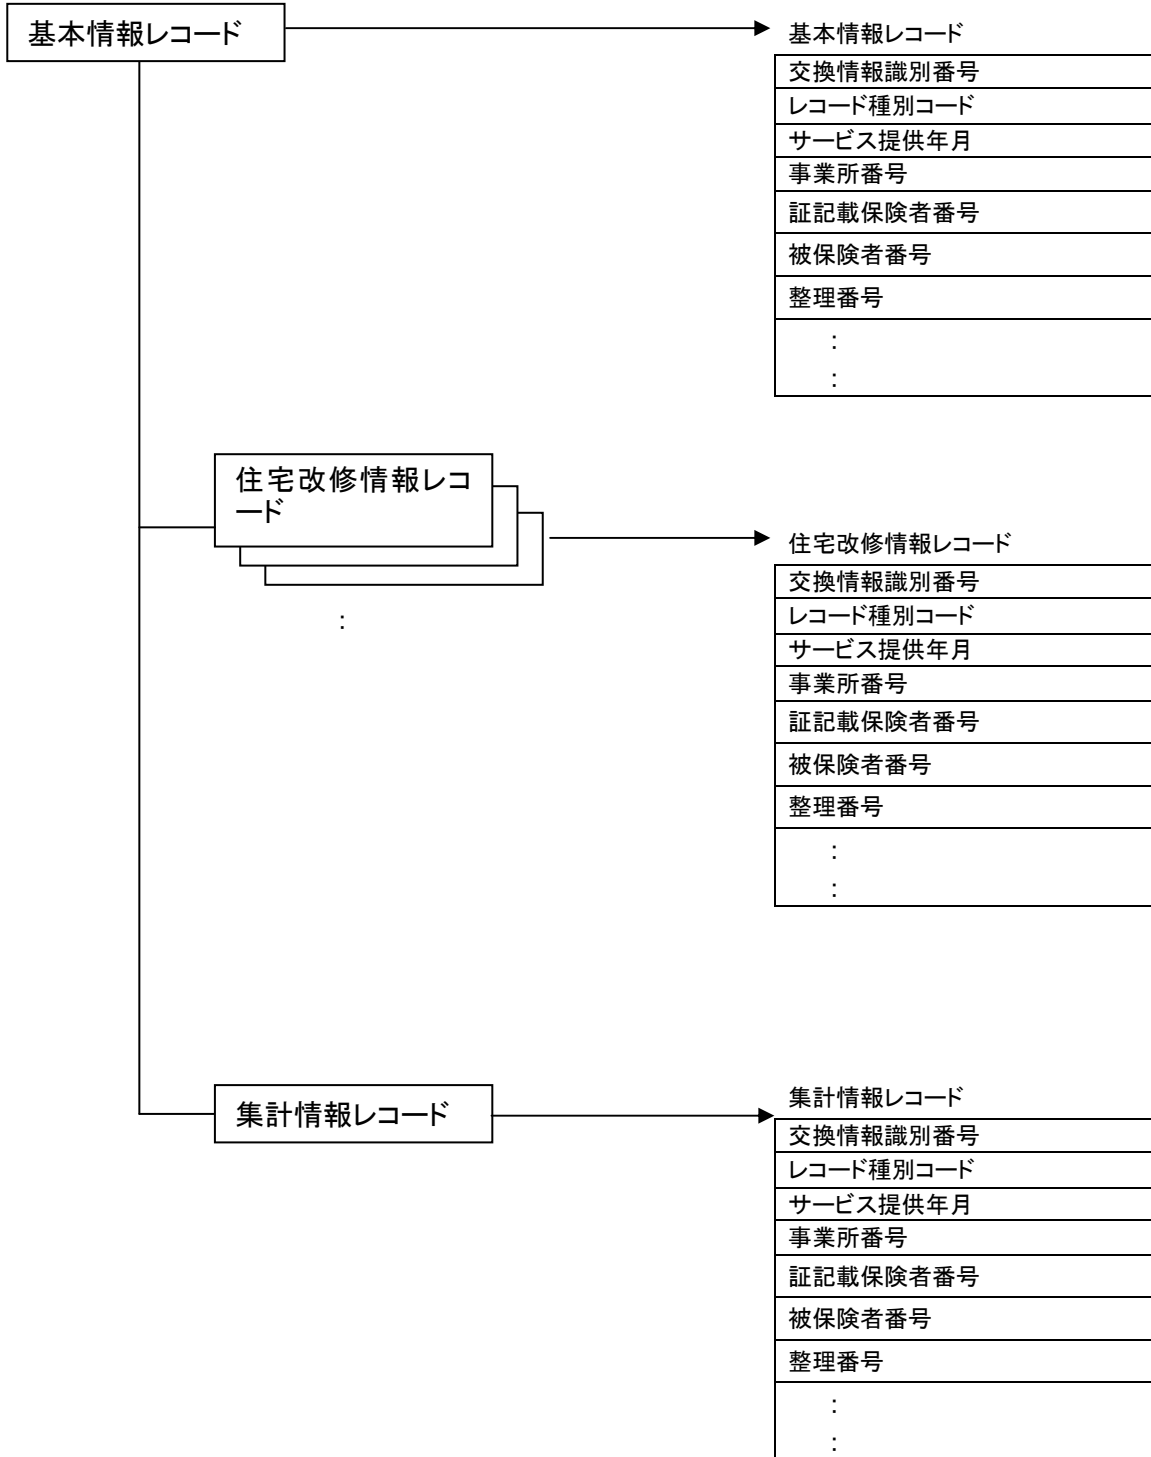 基本情報レコード
基本情報レコード
交換情報識別番号
レコード種別コード
サービス提供年月
事業所番号
証記載保険者番号
被保険者番号
整理番号
:
:
住宅改修情報レコ
ード
:
住宅改修情報レコード
交換情報識別番号
レコード種別コード
サービス提供年月
事業所番号
証記載保険者番号
被保険者番号
整理番号
:
:
集計情報レコード
集計情報レコード
交換情報識別番号
レコード種別コード
サービス提供年月
事業所番号
証記載保険者番号
被保険者番号
整理番号
:
: